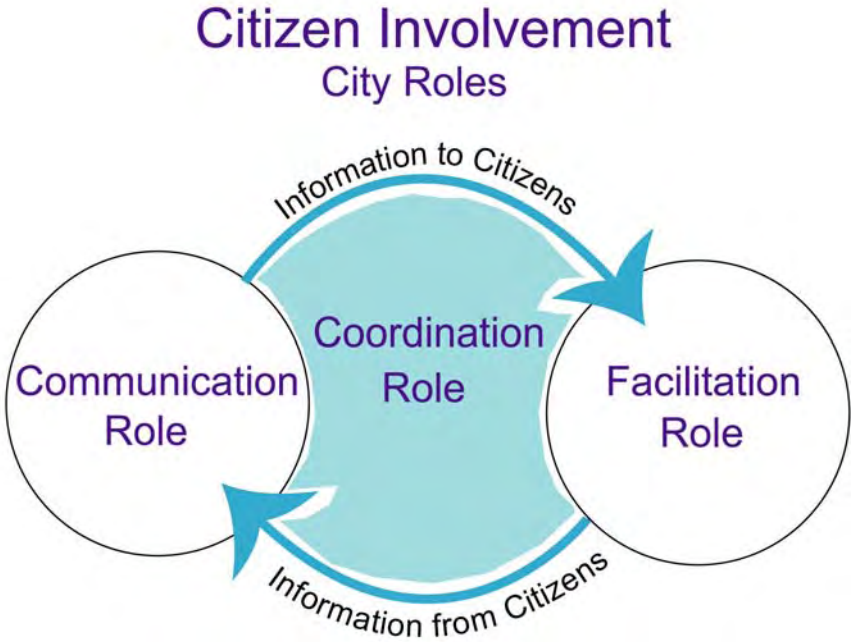 Citizen Involvement
City Roles
Information to Citizens
Communication
Role
Coordination
Role
Facilitation
Role
Information from Citizens